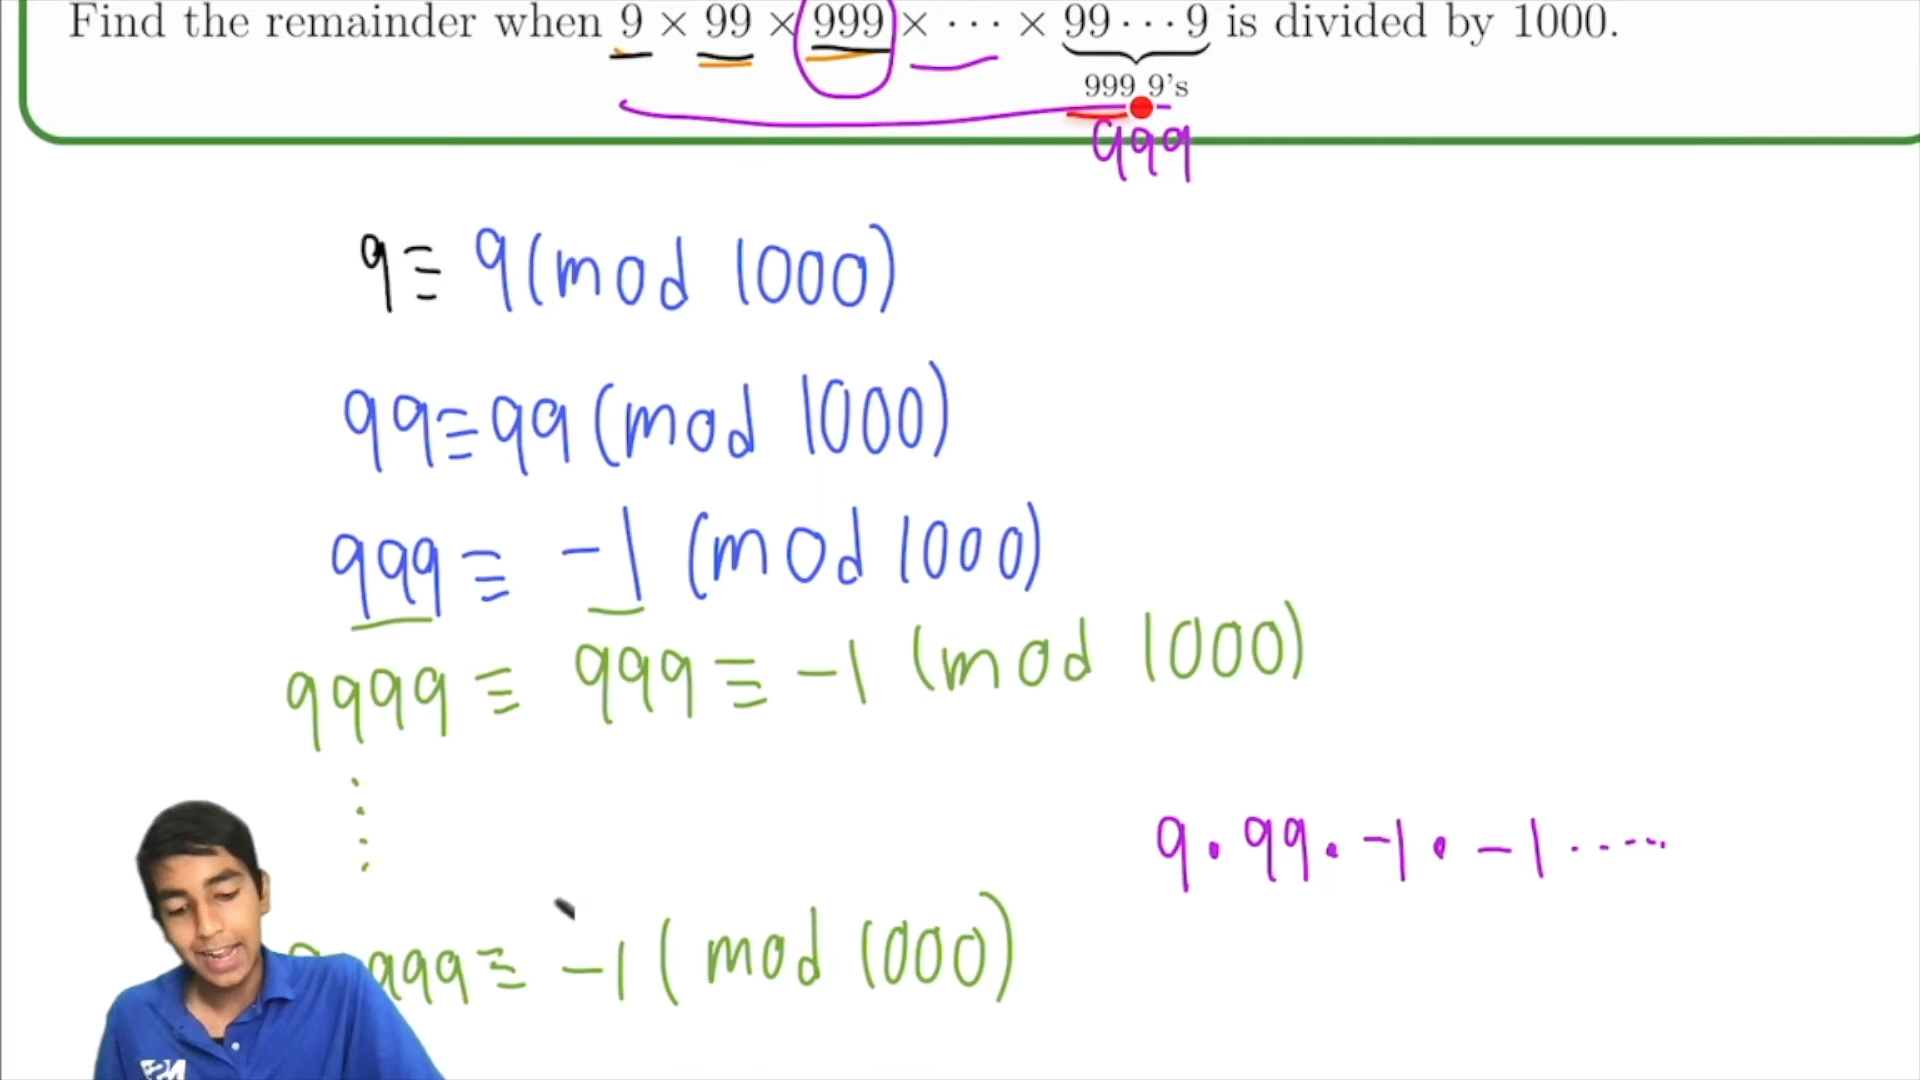 Find the remainder when 9 × 99 × 999 × ⋯ × 99⋯9 is divided by 1000.
999 9's
999
9 ≡ 9 (mod 1000)
99 ≡ 99 (mod 1000)
999 ≡ -1 (mod 1000)
9999 ≡ 999 ≡ -1 (mod 1000)
⋮
9 · 99 · -1 · -1 ·····
999 ≡ -1 (mod 1000)